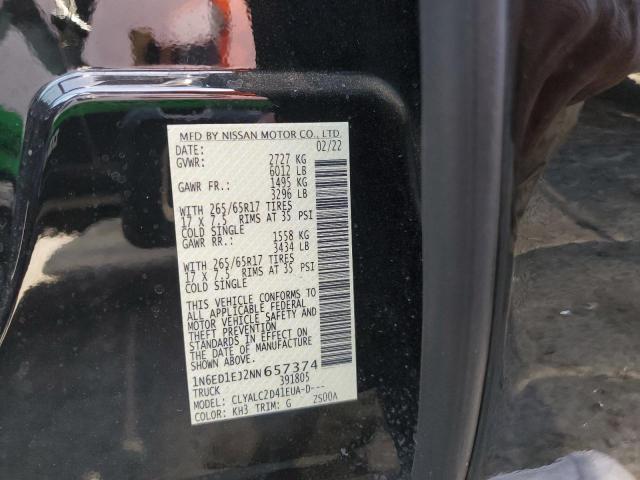 MFD BY NISSAN MOTOR CO., LTD.
DATE: 02/22
GVWR: 2727 KG
6012 LB
GAWR FR.: 1495 KG
3296 LB
WITH 265/65R17 TIRES
17 X 7.5 RIMS AT 35 PSI
COLD SINGLE
GAWR RR.: 1558 KG
3434 LB
WITH 265/65R17 TIRES
17 X 7.5 RIMS AT 35 PSI
COLD SINGLE
THIS VEHICLE CONFORMS TO
ALL APPLICABLE FEDERAL
MOTOR VEHICLE SAFETY AND
THEFT PREVENTION
STANDARDS IN EFFECT ON
THE DATE OF MANUFACTURE
SHOWN ABOVE.
1N6ED1EJ2NN657374
TRUCK 391805
MODEL: CLYALC2D41EUA-D---
COLOR: KH3 TRIM: G 2S00A